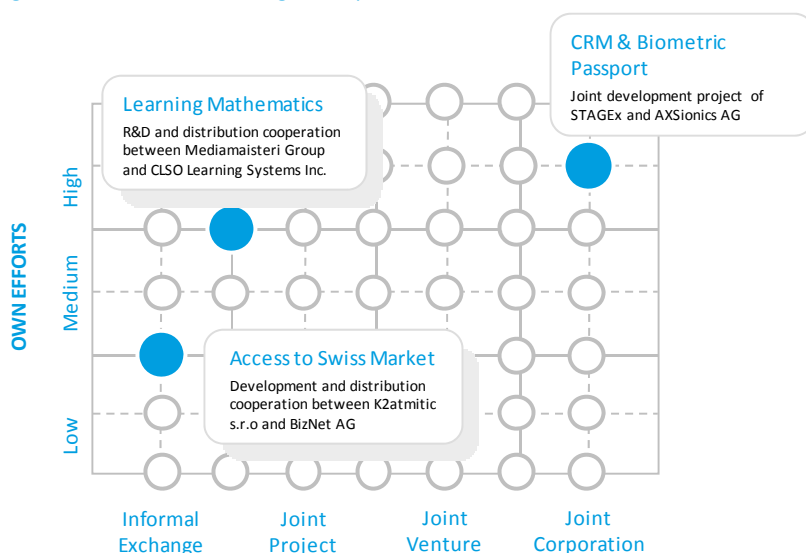 CRM & Biometric
Passport
Joint development project of
STAGEx and AXSionics AG
Learning Mathematics
R&D and distribution cooperation
between Mediamaisteri Group
and CLSO Learning Systems Inc.
High
Medium
Low
OWN EFFORTS
Access to Swiss Market
Development and distribution
cooperation between K2atmitic
s.r.o and BizNet AG
Informal
Exchange
Joint
Project
Joint
Venture
Joint
Corporation